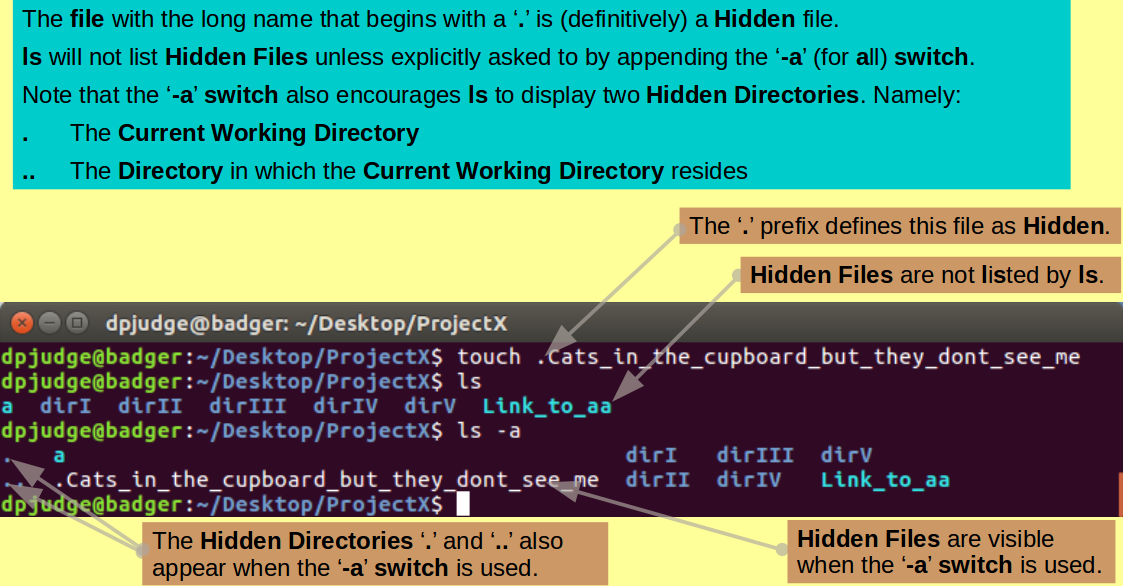 The file with the long name that begins with a ‘.’ is (definitively) a Hidden file.
ls will not list Hidden Files unless explicitly asked to by appending the ‘-a’ (for all) switch.
Note that the ‘-a’ switch also encourages ls to display two Hidden Directories. Namely:
. The Current Working Directory
.. The Directory in which the Current Working Directory resides
The ‘.’ prefix defines this file as Hidden.
Hidden Files are not listed by ls.
dpjudge@badger: ~/Desktop/ProjectX
dpjudge@badger:~/Desktop/ProjectX$ touch .Cats_in_the_cupboard_but_they_dont_see_me
dpjudge@badger:~/Desktop/ProjectX$ ls
a dirI dirII dirIII dirIV dirV Link_to_aa
dpjudge@badger:~/Desktop/ProjectX$ ls -a
. a dirI dirIII dirV
.. .Cats_in_the_cupboard_but_they_dont_see_me dirII dirIV Link_to_aa
dpjudge@badger:~/Desktop/ProjectX$
The Hidden Directories ‘.’ and ‘..’ also
appear when the ‘-a’ switch is used.
Hidden Files are visible
when the ‘-a’ switch is used.